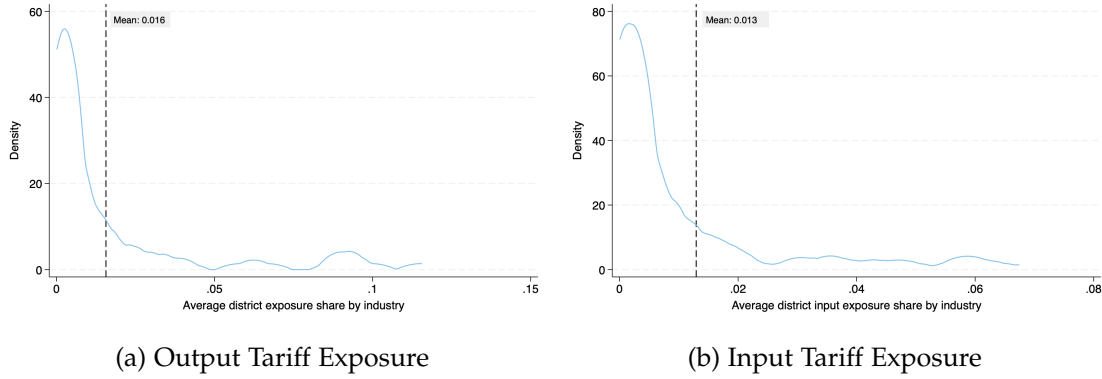 60
40
20
0
Density
Mean: 0.016
0
.05
.1
.15
Average district exposure share by industry
(a) Output Tariff Exposure
80
60
40
20
0
Density
Mean: 0.013
0
.02
.04
.06
.08
Average district input exposure share by industry
(b) Input Tariff Exposure